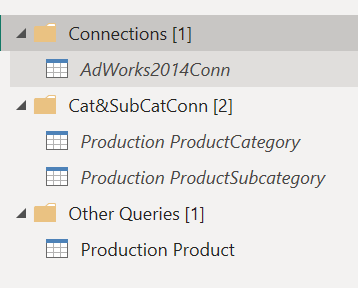 Connections [1]
AdWorks2014Conn
Cat&SubCatConn [2]
Production ProductCategory
Production ProductSubcategory
Other Queries [1]
Production Product